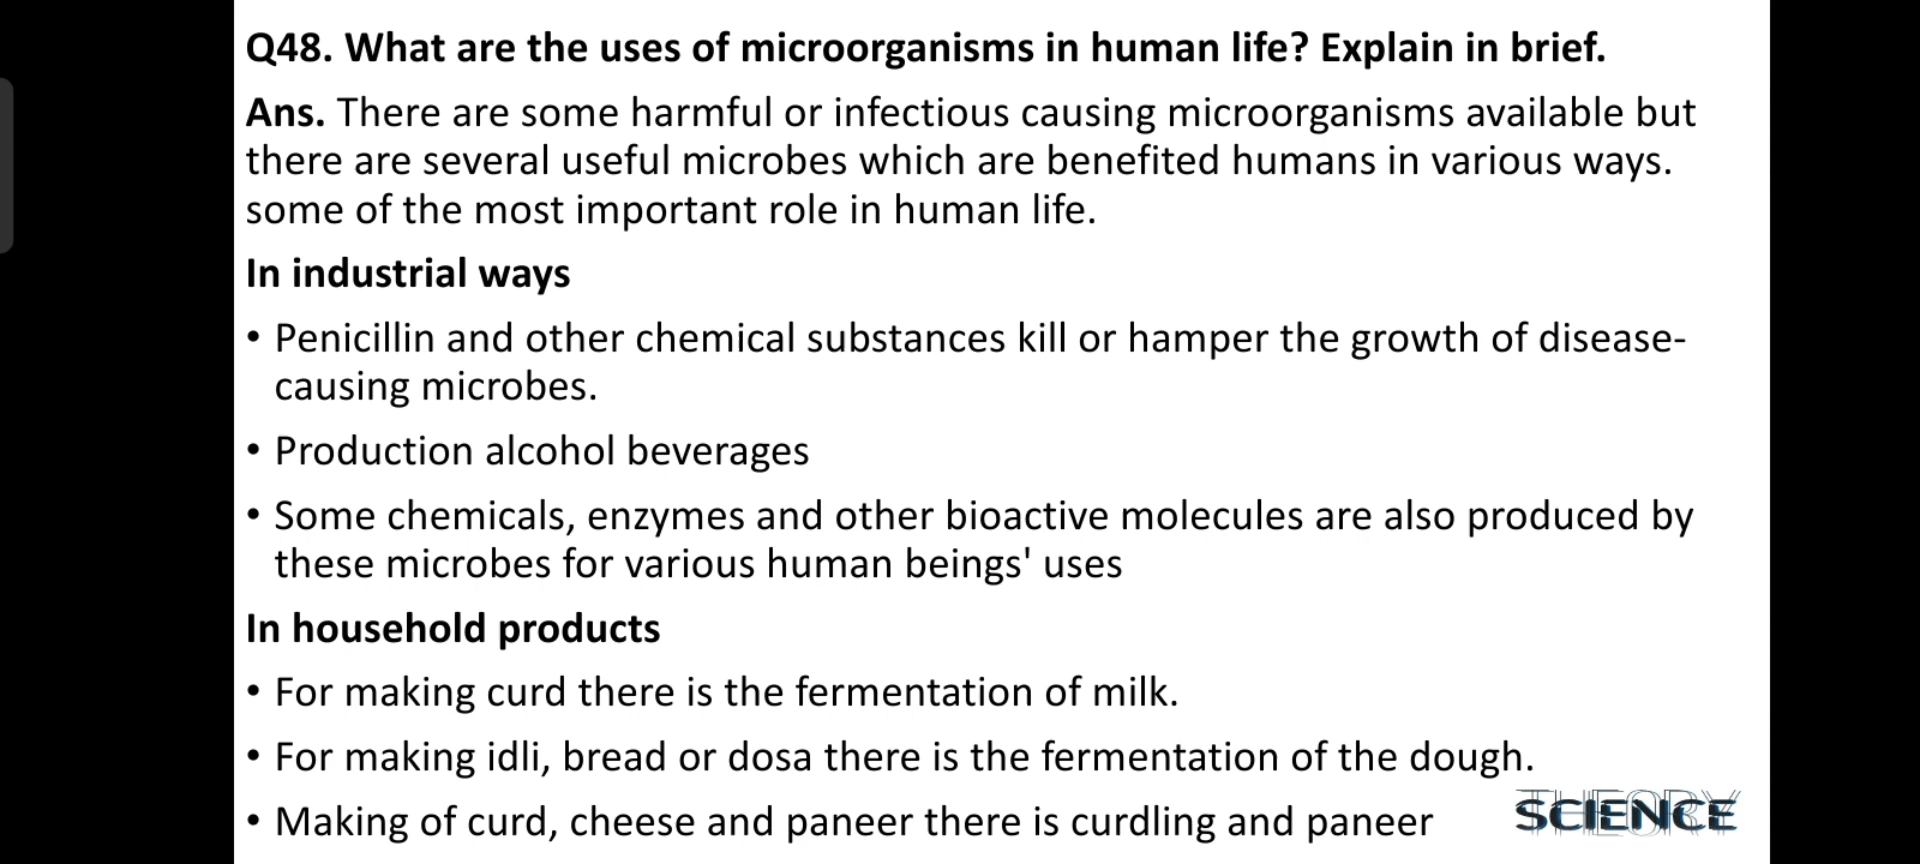 Q48. What are the uses of microorganisms in human life? Explain in brief.
Ans. There are some harmful or infectious causing microorganisms available but
there are several useful microbes which are benefited humans in various ways.
some of the most important role in human life.
In industrial ways
• Penicillin and other chemical substances kill or hamper the growth of disease-
causing microbes.
• Production alcohol beverages
• Some chemicals, enzymes and other bioactive molecules are also produced by
these microbes for various human beings' uses
In household products
• For making curd there is the fermentation of milk.
• For making idli, bread or dosa there is the fermentation of the dough.
• Making of curd, cheese and paneer there is curdling and paneer
THEORY
SCIENCE